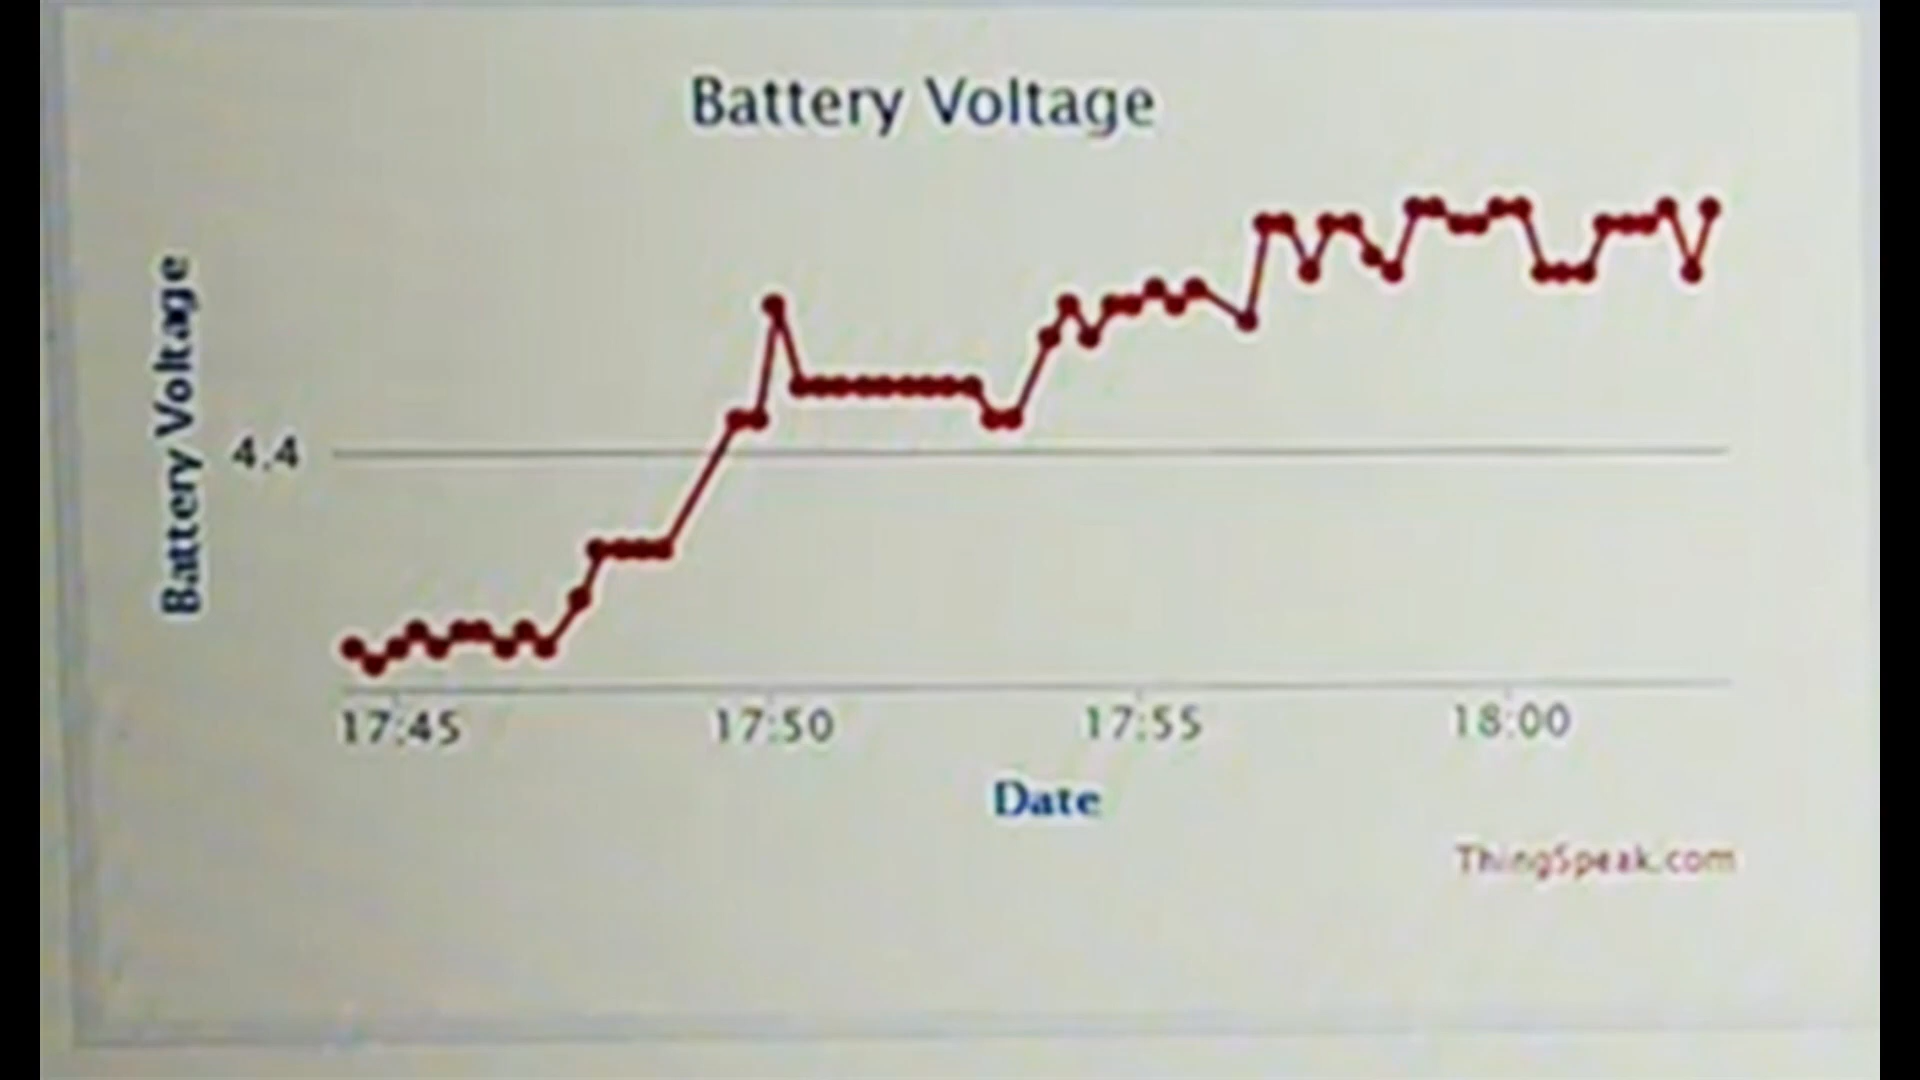 Battery Voltage
Battery Voltage
4.4
17:45 17:50 17:55 18:00
Date
ThingSpeak.com